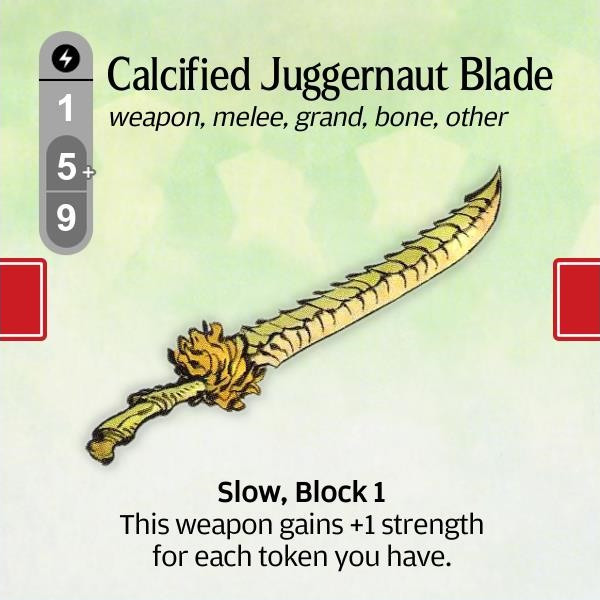 Calcified Juggernaut Blade
weapon, melee, grand, bone, other
1
5+
9
Slow, Block 1
This weapon gains +1 strength
for each token you have.